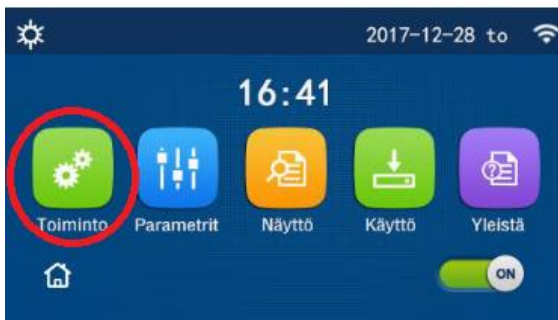 2017-12-28 to
16:41
Toiminto Parametrit Näyttö Käyttö Yleistä
ON